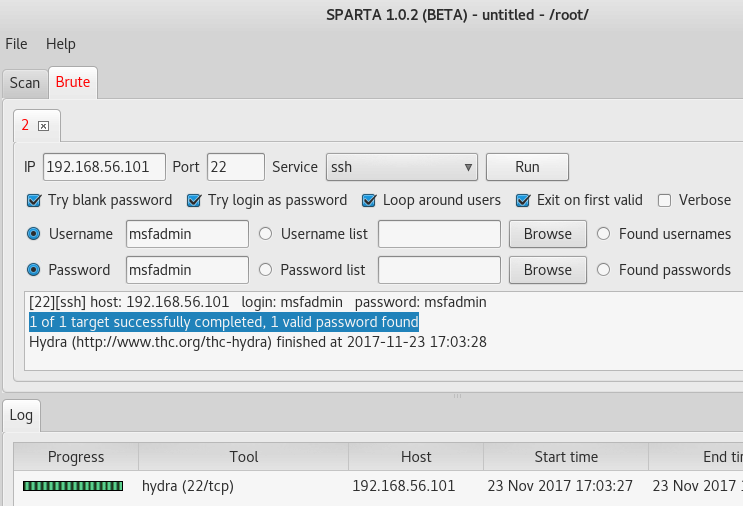 SPARTA 1.0.2 (BETA) - untitled - /root/
File Help
Scan Brute
2
IP 192.168.56.101 Port 22 Service ssh Run
Try blank password Try login as password Loop around users Exit on first valid Verbose
Username msfadmin Username list Browse Found usernames
Password msfadmin Password list Browse Found passwords
[22][ssh] host: 192.168.56.101 login: msfadmin password: msfadmin
1 of 1 target successfully completed, 1 valid password found
Hydra (http://www.thc.org/thc-hydra) finished at 2017-11-23 17:03:28
Log
Progress Tool Host Start time End
hydra (22/tcp) 192.168.56.101 23 Nov 2017 17:03:27 23 Nov 2017